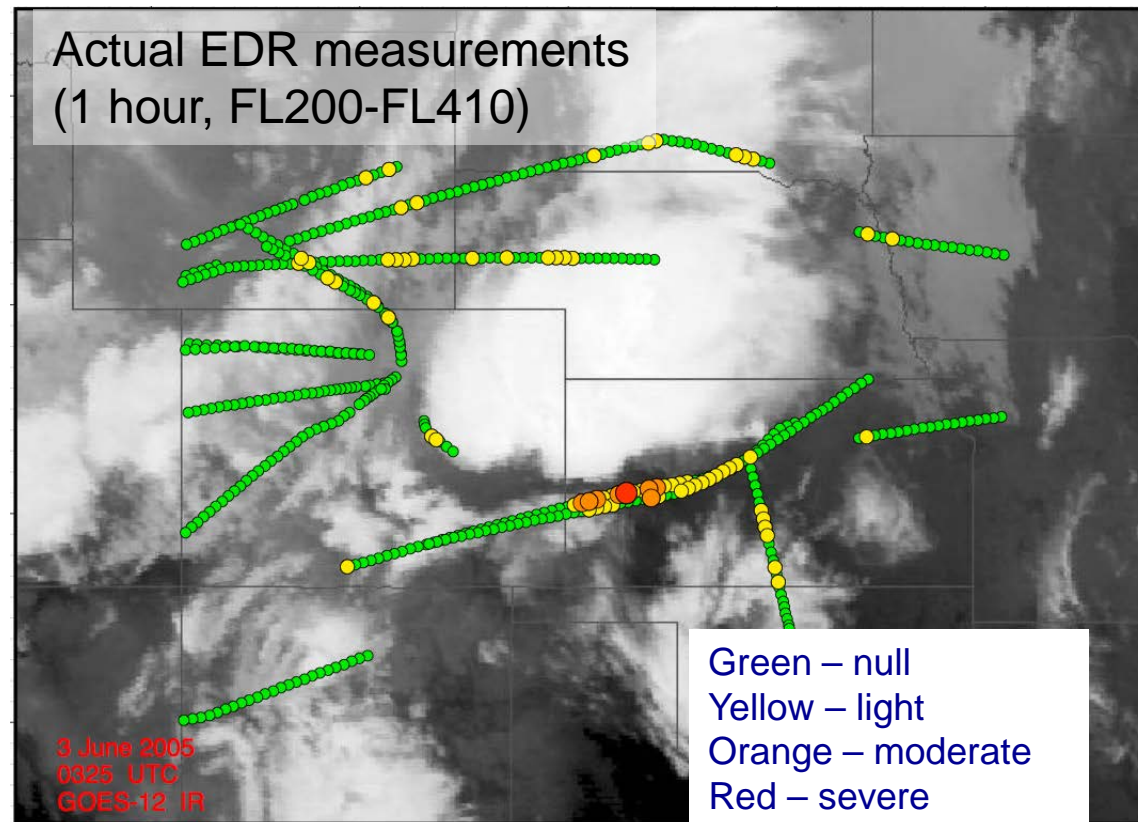 Actual EDR measurements
(1 hour, FL200-FL410)
3 June 2005
0325 UTC
GOES-12 IR
Green – null
Yellow – light
Orange – moderate
Red – severe